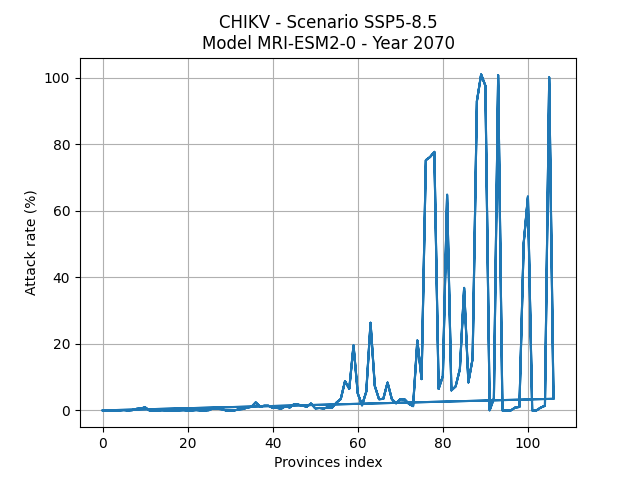 CHIKV - Scenario SSP5-8.5
Model MRI-ESM2-0 - Year 2070
100
80
60
40
20
0
Attack rate (%)
0 20 40 60 80 100
Provinces index